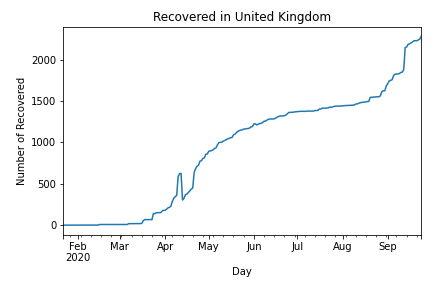 Recovered in United Kingdom
Number of Recovered
2000
1500
1000
500
0
Feb Mar Apr May Jun Jul Aug Sep
2020
Day